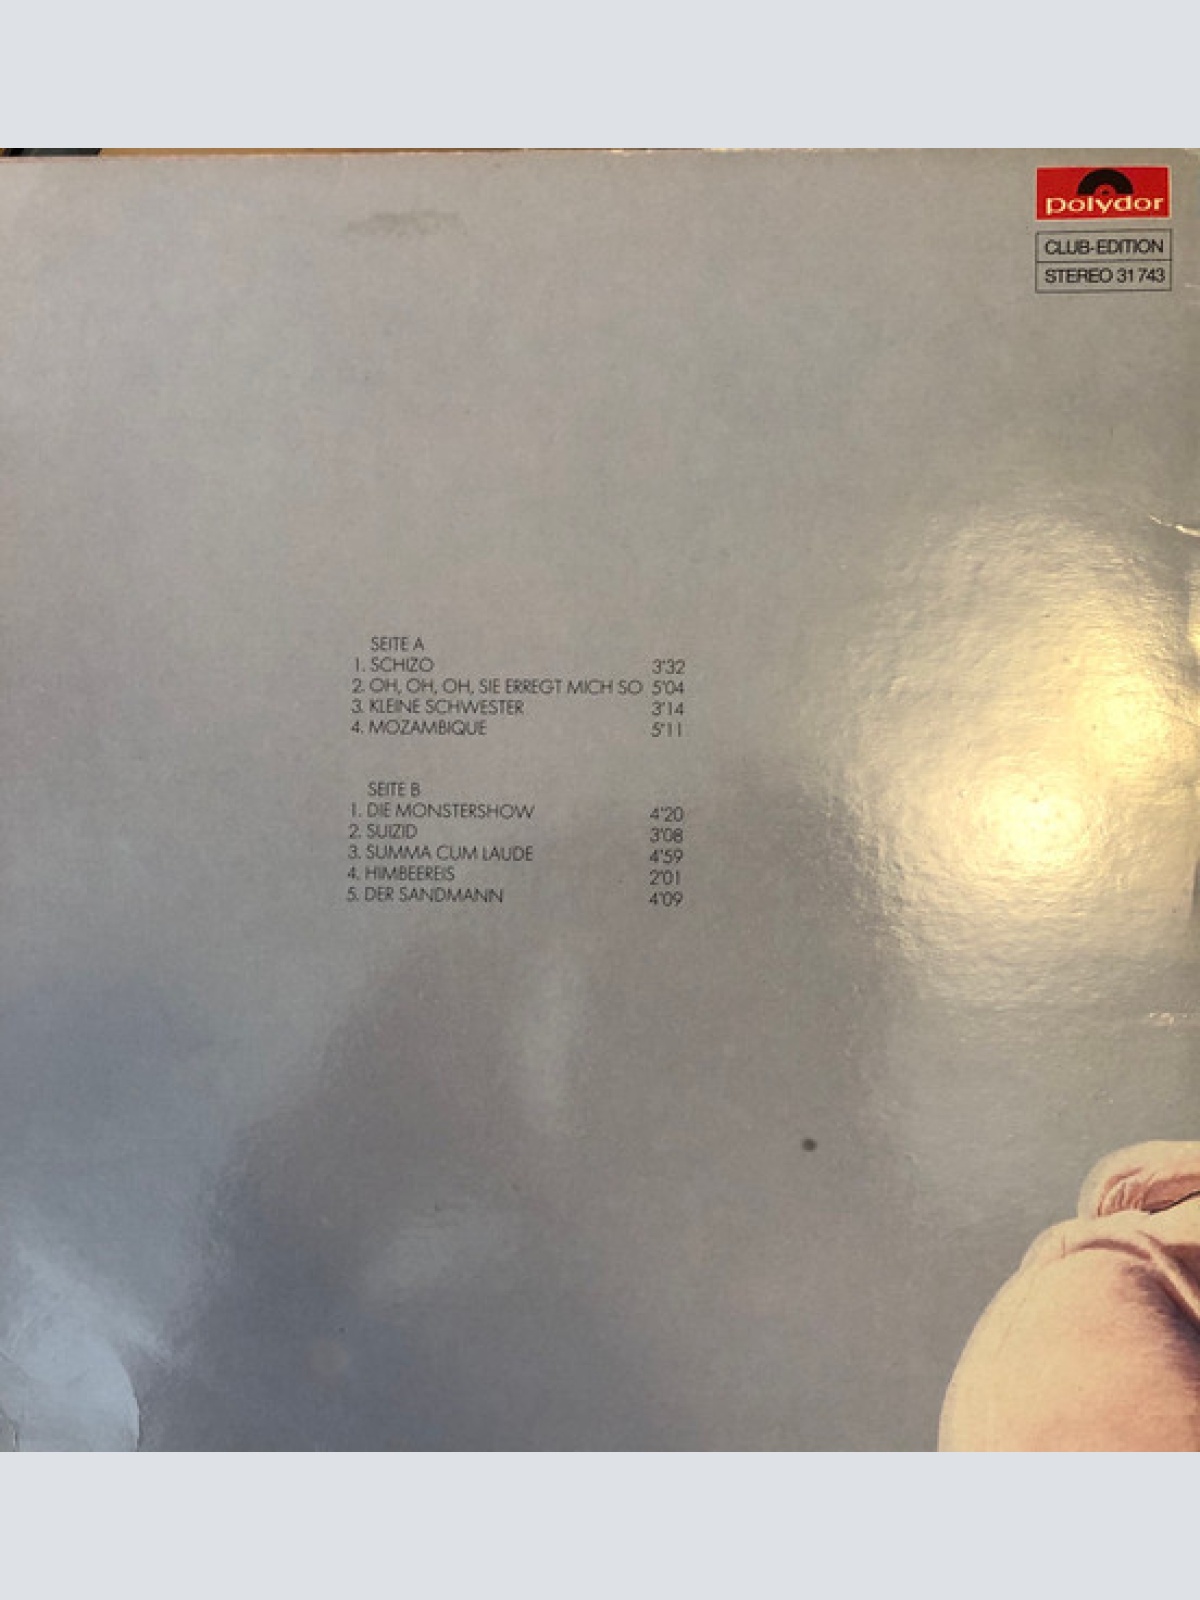 polydor
CLUB-EDITION
STEREO 31 743
SEITE A
1. SCHIZO 3'32
2. OH, OH, OH, SIE ERREGT MICH SO 5'04
3. KLEINE SCHWESTER 3'14
4. MOZAMBIQUE 5'11
SEITE B
1. DIE MONSTERSHOW 4'20
2. SUIZID 3'08
3. SUMMA CUM LAUDE 4'59
4. HIMBEEREIS 2'01
5. DER SANDMANN 4'09